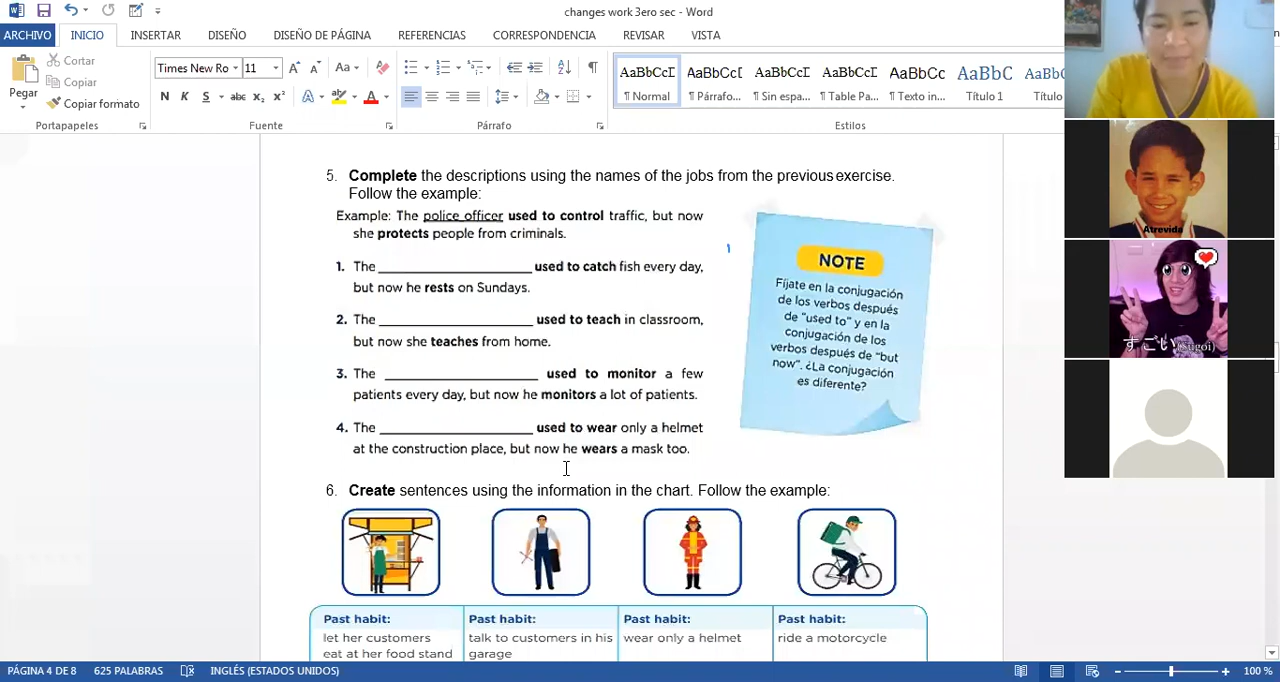 changes work 3ero sec - Word
ARCHIVO INICIO INSERTAR DISEÑO DISEÑO DE PÁGINA REFERENCIAS CORRESPONDENCIA REVISAR VISTA
Pegar
Cortar
Copiar
Copiar formato
Portapapeles
Times New Ro 11
Aa
N K S abc x₂ x² A A
Fuente
Párrafo
AaBbCcI AaBbCcI AaBbCcI AaBbCcI AaBbCc AaBbC AaBb
¶ Normal ¶ Párrafo... ¶ Sin espa... ¶ Table Pa... ¶ Texto in... Título 1 Título
Estilos
5. Complete the descriptions using the names of the jobs from the previous exercise.
Follow the example:
Example: The police officer used to control traffic, but now
she protects people from criminals.
1. The ____________________ used to catch fish every day,
but now he rests on Sundays.
2. The ____________________ used to teach in classroom,
but now she teaches from home.
3. The ____________________ used to monitor a few
patients every day, but now he monitors a lot of patients.
4. The ____________________ used to wear only a helmet
at the construction place, but now he wears a mask too.
NOTE
Fíjate en la conjugación
de los verbos después
de "used to" y en la
conjugación de los
verbos después de "but
now". ¿La conjugación
es diferente?
6. Create sentences using the information in the chart. Follow the example:
Past habit:
let her customers
eat at her food stand
Past habit:
talk to customers in his
garage
Past habit:
wear only a helmet
Past habit:
ride a motorcycle
Atrevida
すごい(Sugoi)
PÁGINA 4 DE 8 625 PALABRAS INGLÉS (ESTADOS UNIDOS)
100 %